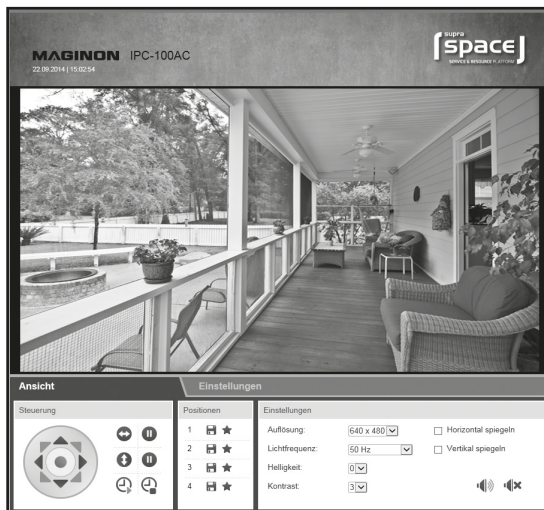 supra
space
SERVICE & RESOURCE PLATFORM
MAGINON IPC-100AC
22.09.2014 | 15:02:54
Ansicht
Einstellungen
Steuerung
Positionen
1
2
3
4
Einstellungen
Auflösung: 640 x 480
Horizontal spiegeln
Lichtfrequenz: 50 Hz
Vertikal spiegeln
Helligkeit: 0
Kontrast: 3